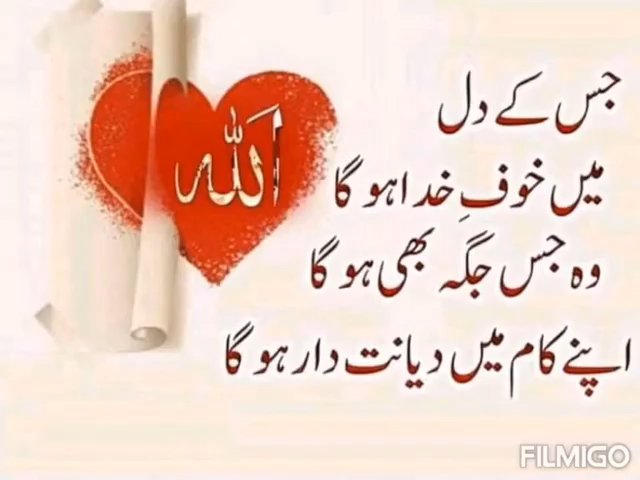 الله
جس کے دل
میں خوفِ خدا ہو گا
وہ جس جگہ بھی ہو گا
اپنے کام میں دیانت دار ہو گا
FILMIGO